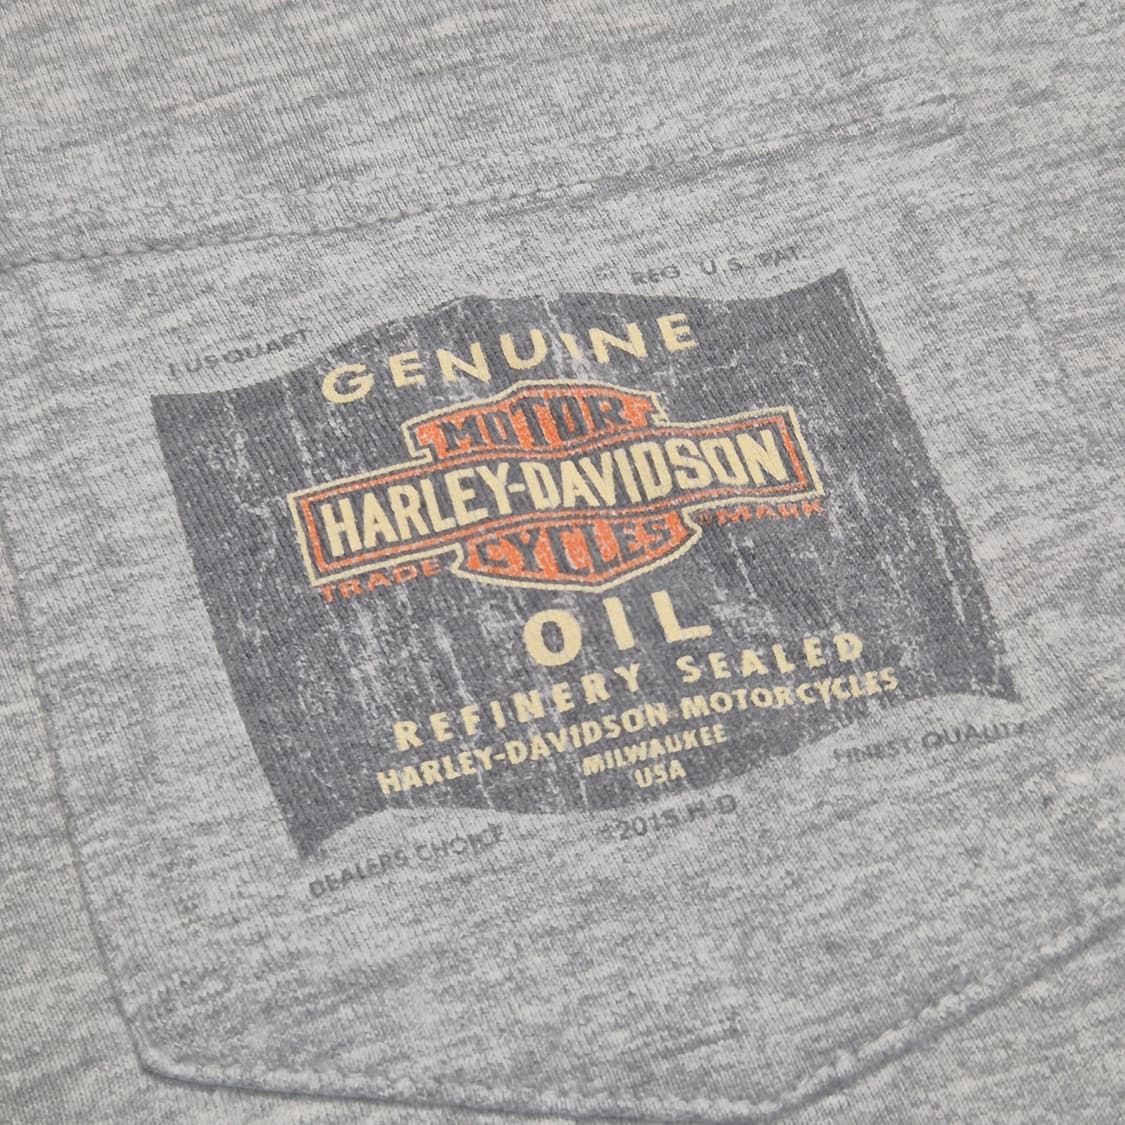 1 US QUART
REG. U.S. PAT.
GENUINE
MOTOR
HARLEY-DAVIDSON
CYCLES
TRADE MARK
OIL
REFINERY SEALED
HARLEY-DAVIDSON MOTORCYCLES
MILWAUKEE
USA
DEALERS CHOICE
©2015 H-D
FINEST QUALITY